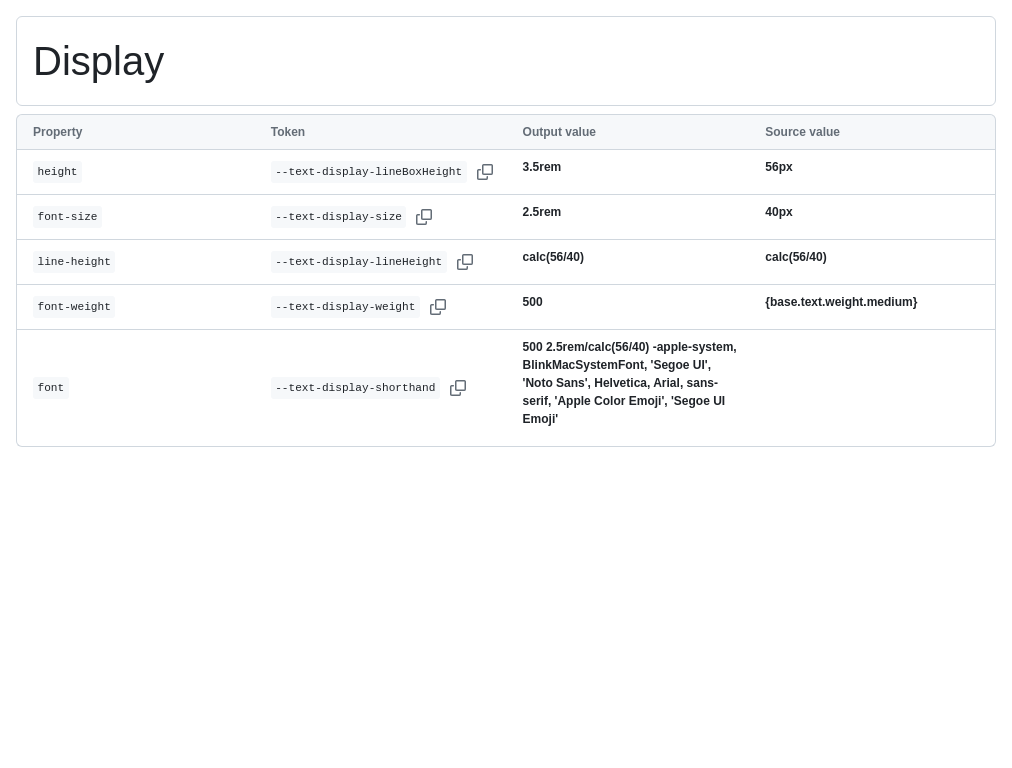 Display
Property Token Output value Source value
height --text-display-lineBoxHeight 3.5rem 56px
font-size --text-display-size 2.5rem 40px
line-height --text-display-lineHeight calc(56/40) calc(56/40)
font-weight --text-display-weight 500 {base.text.weight.medium}
font --text-display-shorthand 500 2.5rem/calc(56/40) -apple-system,
BlinkMacSystemFont, 'Segoe UI',
'Noto Sans', Helvetica, Arial, sans-
serif, 'Apple Color Emoji', 'Segoe UI
Emoji'